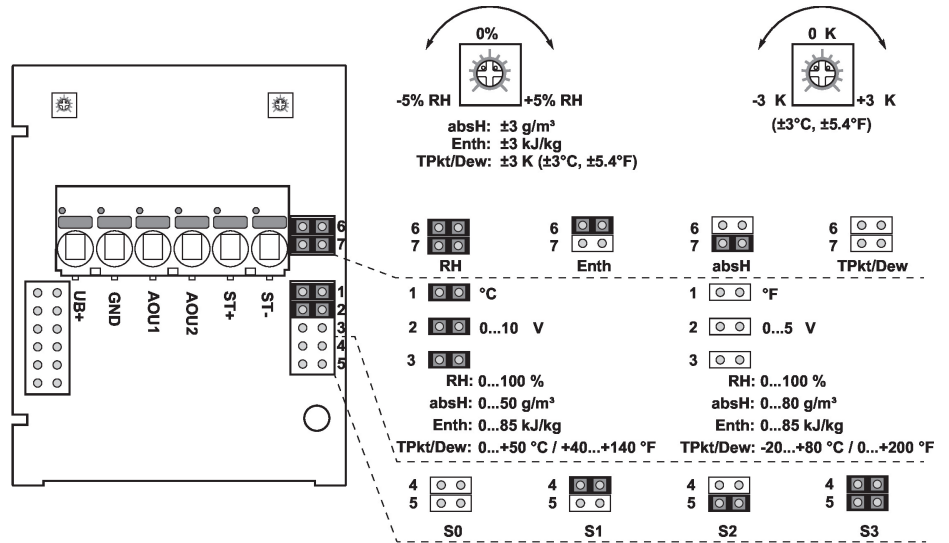 0%
-5% RH +5% RH
absH: ±3 g/m³
Enth: ±3 kJ/kg
TPkt/Dew: ±3 K (±3°C, ±5.4°F)
0 K
-3 K +3 K
(±3°C, ±5.4°F)
6
7
UB+
GND
AOU1
AOU2
ST+
ST-
1
2
3
4
5
6
7
RH
6
7
Enth
6
7
absH
6
7
TPkt/Dew
1 °C
2 0...10 V
3
RH: 0...100 %
absH: 0...50 g/m³
Enth: 0...85 kJ/kg
TPkt/Dew: 0...+50 °C / +40...+140 °F
1 °F
2 0...5 V
3
RH: 0...100 %
absH: 0...80 g/m³
Enth: 0...85 kJ/kg
TPkt/Dew: -20...+80 °C / 0...+200 °F
4
5
S0
4
5
S1
4
5
S2
4
5
S3